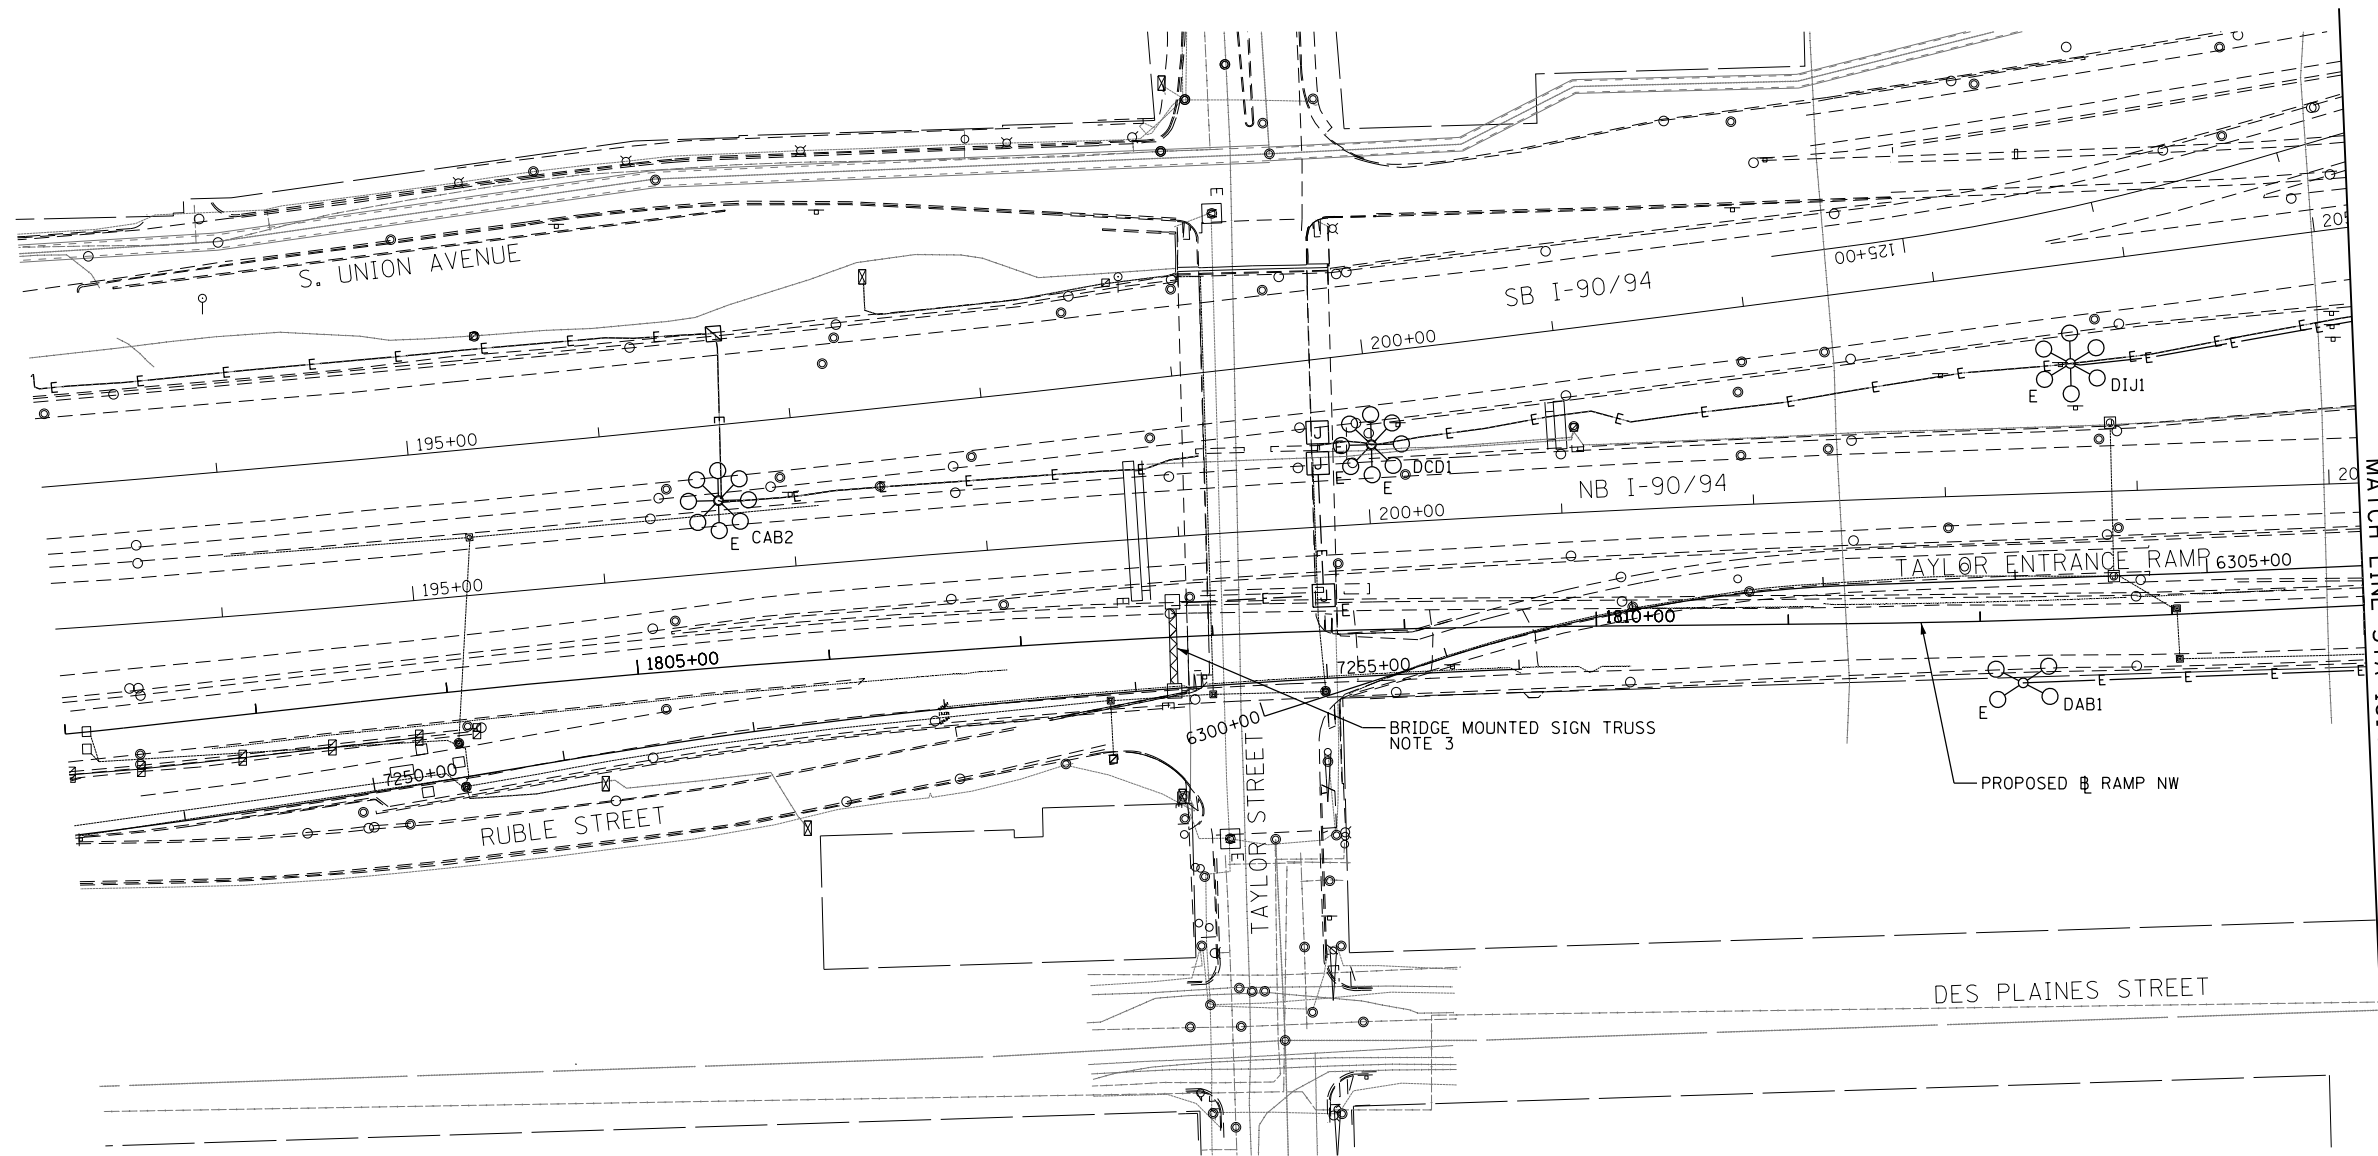 S. UNION AVENUE
125+00
SB I-90/94
200+00
195+00
DIJ1
E
DCD1
E
NB I-90/94
200+00
E CAB2
195+00
TAYLOR ENTRANCE RAMP
6305+00
1805+00
7255+00
6300+00
DAB1
E
BRIDGE MOUNTED SIGN TRUSS
NOTE 3
7250+00
PROPOSED ℄ RAMP NW
RUBLE STREET
TAYLOR STREET
DES PLAINES STREET